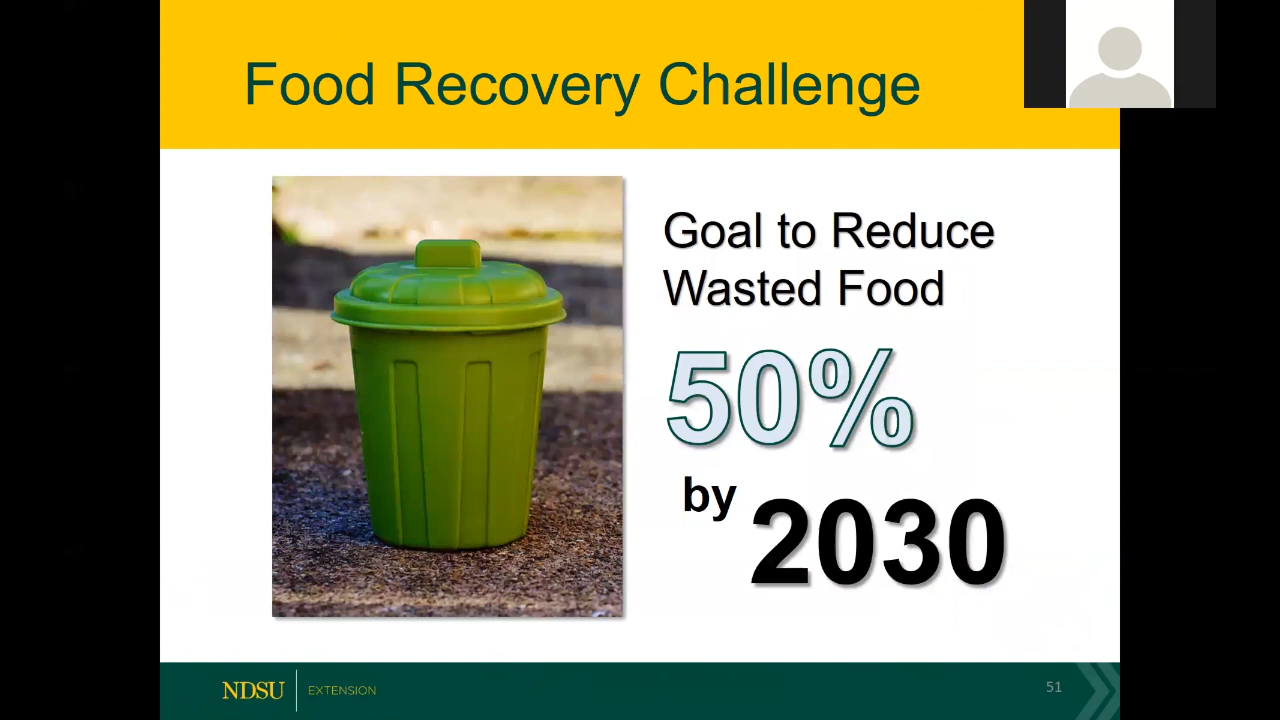 Food Recovery Challenge
Goal to Reduce
Wasted Food
50%
by
2030
NDSU
EXTENSION
51